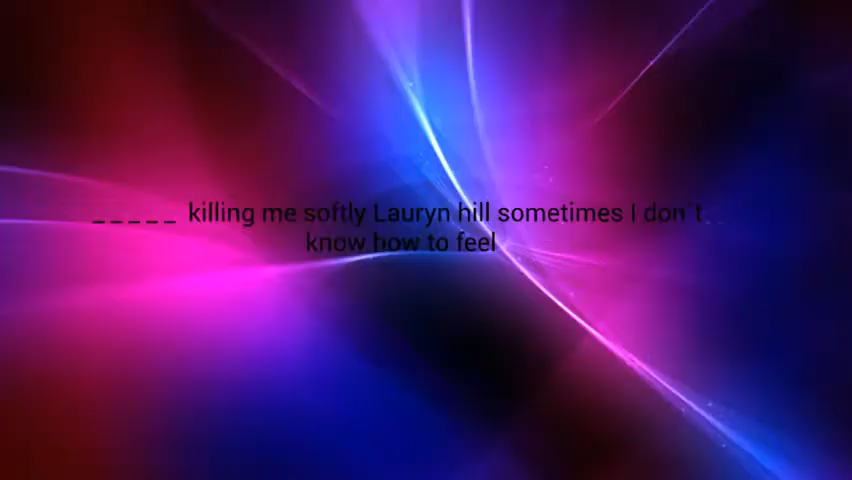 _ _ _ _ _ killing me softly Lauryn hill sometimes I don't..
know how to feel